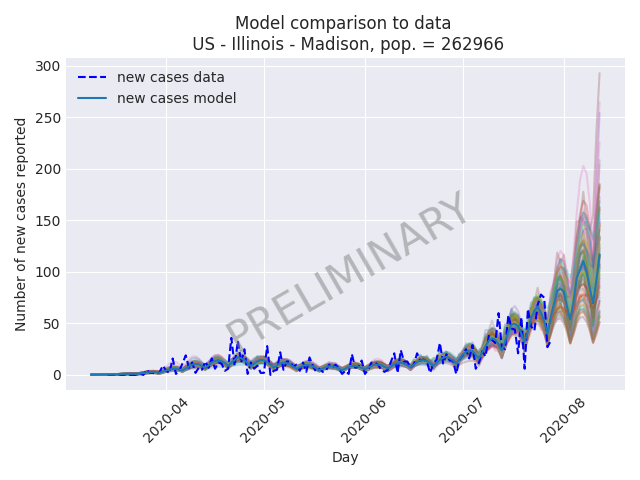 Model comparison to data
US - Illinois - Madison, pop. = 262966
300
250
200
150
100
50
0
Number of new cases reported
new cases data
new cases model
PRELIMINARY
2020-04
2020-05
2020-06
2020-07
2020-08
Day